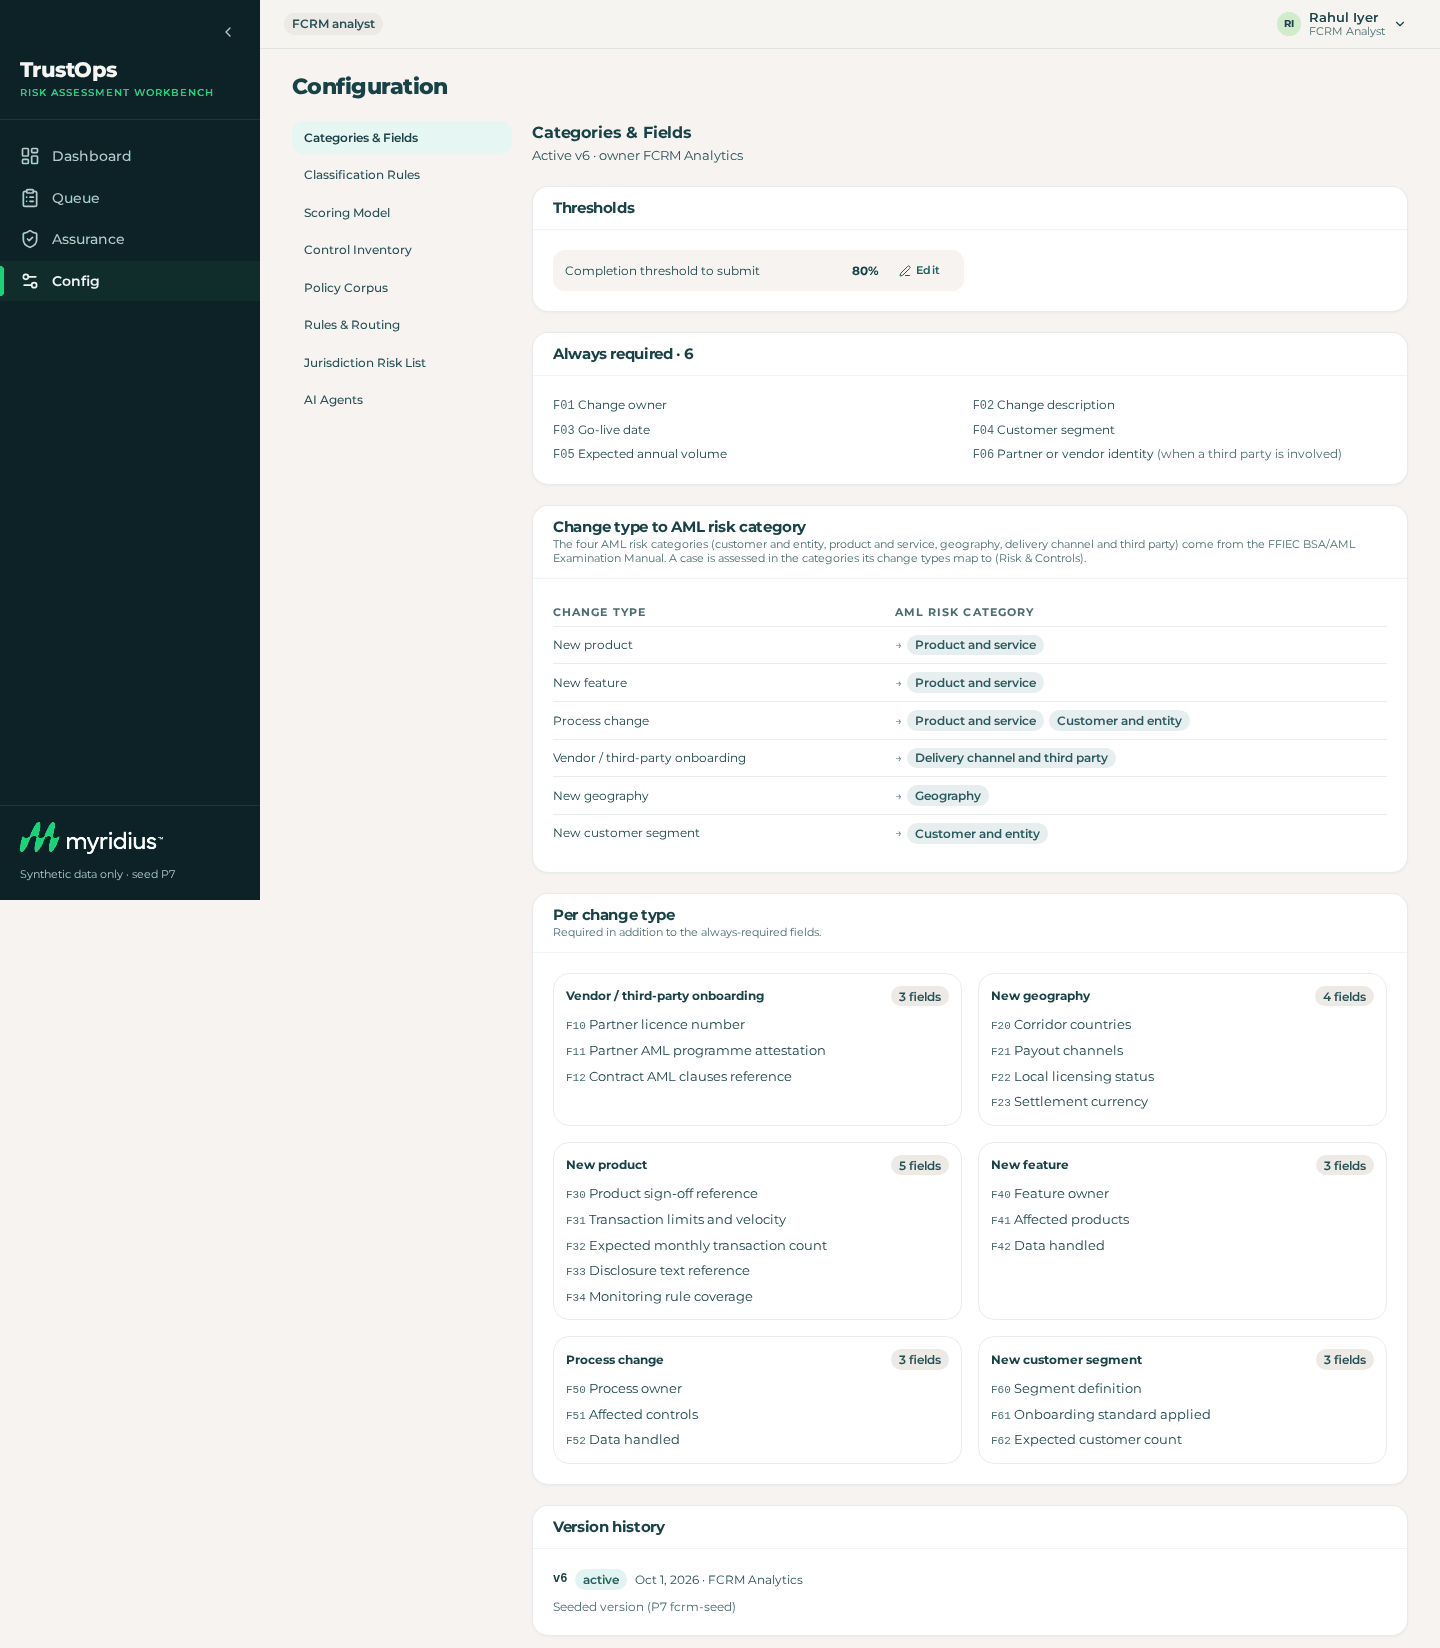 TrustOps
RISK ASSESSMENT WORKBENCH
Dashboard
Queue
Assurance
Config
myridius™
Synthetic data only · seed P7
FCRM analyst
RI
Rahul Iyer
FCRM Analyst
Configuration
Categories & Fields
Classification Rules
Scoring Model
Control Inventory
Policy Corpus
Rules & Routing
Jurisdiction Risk List
AI Agents
Categories & Fields
Active v6 · owner FCRM Analytics
Thresholds
Completion threshold to submit 80% Edit
Always required · 6
F01 Change owner
F02 Change description
F03 Go-live date
F04 Customer segment
F05 Expected annual volume
F06 Partner or vendor identity (when a third party is involved)
Change type to AML risk category
The four AML risk categories (customer and entity, product and service, geography, delivery channel and third party) come from the FFIEC BSA/AML
Examination Manual. A case is assessed in the categories its change types map to (Risk & Controls).
CHANGE TYPE AML RISK CATEGORY
New product → Product and service
New feature → Product and service
Process change → Product and service Customer and entity
Vendor / third-party onboarding → Delivery channel and third party
New geography → Geography
New customer segment → Customer and entity
Per change type
Required in addition to the always-required fields.
Vendor / third-party onboarding 3 fields
F10 Partner licence number
F11 Partner AML programme attestation
F12 Contract AML clauses reference
New geography 4 fields
F20 Corridor countries
F21 Payout channels
F22 Local licensing status
F23 Settlement currency
New product 5 fields
F30 Product sign-off reference
F31 Transaction limits and velocity
F32 Expected monthly transaction count
F33 Disclosure text reference
F34 Monitoring rule coverage
New feature 3 fields
F40 Feature owner
F41 Affected products
F42 Data handled
Process change 3 fields
F50 Process owner
F51 Affected controls
F52 Data handled
New customer segment 3 fields
F60 Segment definition
F61 Onboarding standard applied
F62 Expected customer count
Version history
v6 active Oct 1, 2026 · FCRM Analytics
Seeded version (P7 fcrm-seed)